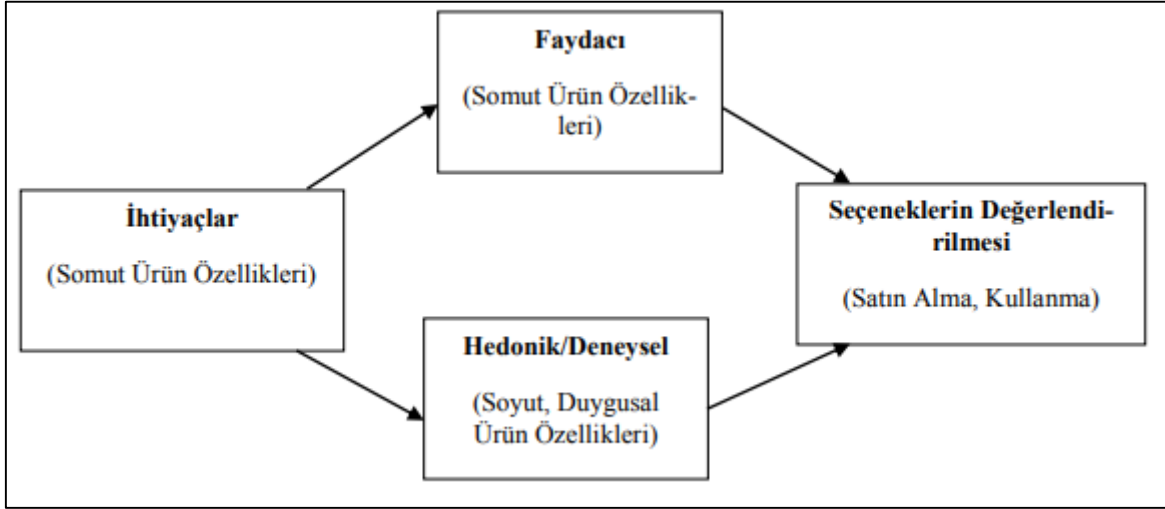 Faydacı
(Somut Ürün Özellik-
leri)
İhtiyaçlar
(Somut Ürün Özellikleri)
Seçeneklerin Değerlendi-
rilmesi
(Satın Alma, Kullanma)
Hedonik/Deneysel
(Soyut, Duygusal
Ürün Özellikleri)